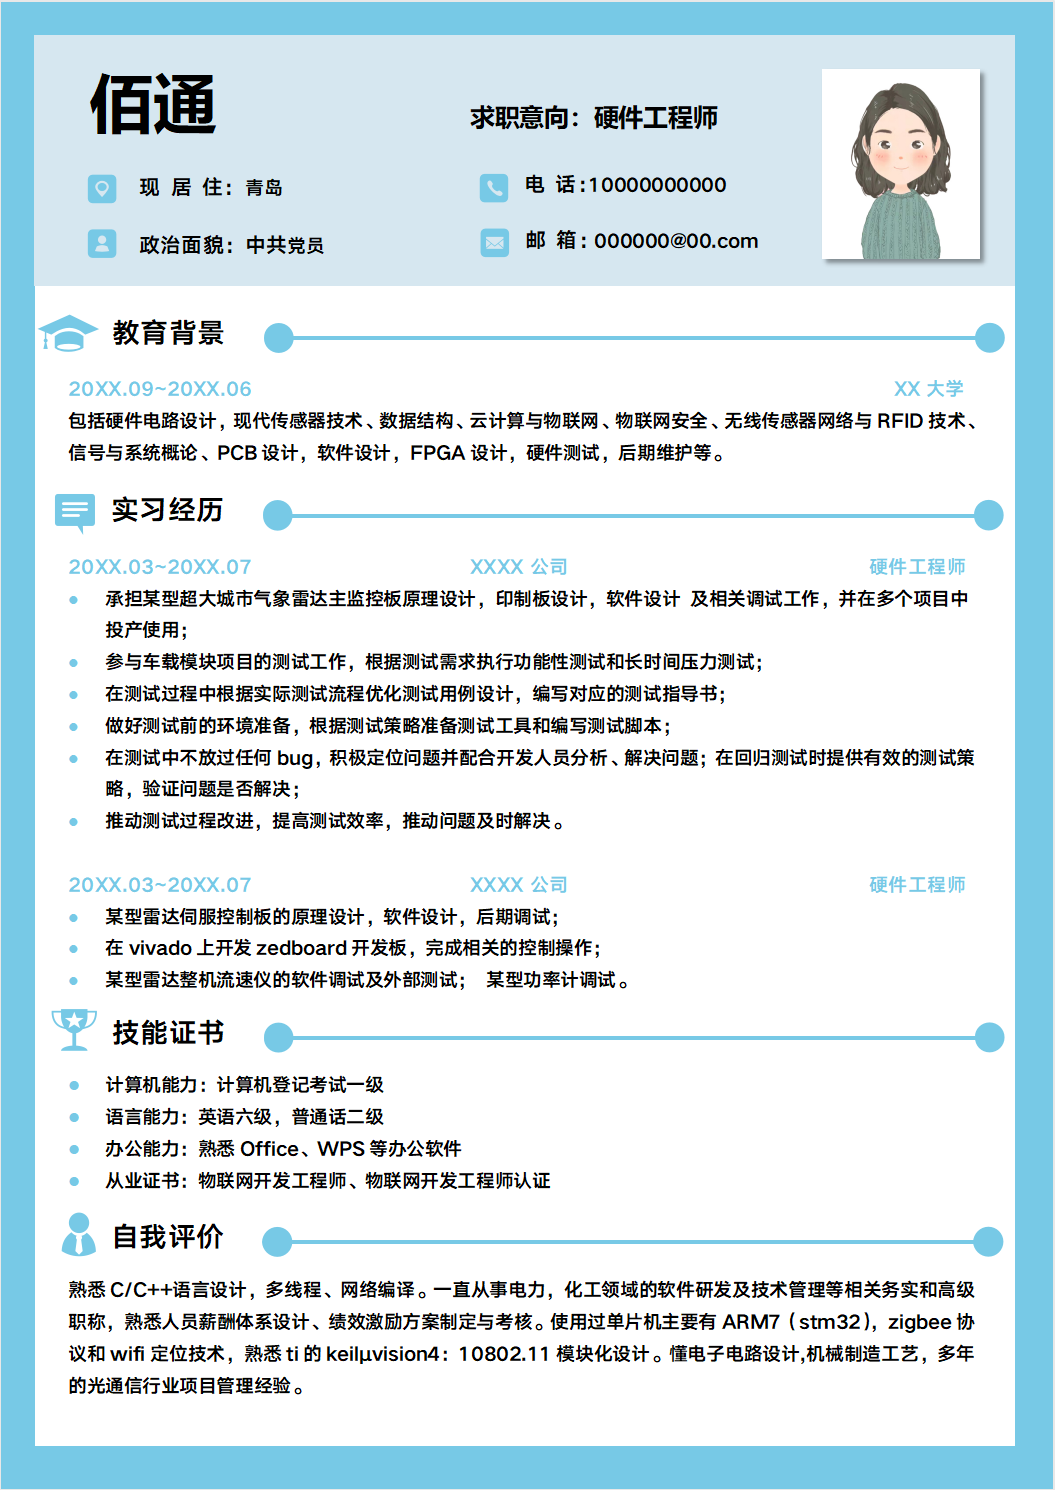 佰通
求职意向：硬件工程师
现 居 住：青岛
电 话:10000000000
政治面貌：中共党员
邮 箱：000000@00.com
教育背景
20XX.09~20XX.06 XX 大学
包括硬件电路设计，现代传感器技术、数据结构、云计算与物联网、物联网安全、无线传感器网络与 RFID 技术、
信号与系统概论、PCB 设计，软件设计，FPGA 设计，硬件测试，后期维护等。
实习经历
20XX.03~20XX.07 XXXX 公司 硬件工程师
● 承担某型超大城市气象雷达主监控板原理设计，印制板设计，软件设计 及相关调试工作，并在多个项目中
投产使用；
● 参与车载模块项目的测试工作，根据测试需求执行功能性测试和长时间压力测试；
● 在测试过程中根据实际测试流程优化测试用例设计，编写对应的测试指导书；
● 做好测试前的环境准备，根据测试策略准备测试工具和编写测试脚本；
● 在测试中不放过任何 bug，积极定位问题并配合开发人员分析、解决问题；在回归测试时提供有效的测试策
略，验证问题是否解决；
● 推动测试过程改进，提高测试效率，推动问题及时解决。
20XX.03~20XX.07 XXXX 公司 硬件工程师
● 某型雷达伺服控制板的原理设计，软件设计，后期调试；
● 在 vivado 上开发 zedboard 开发板，完成相关的控制操作；
● 某型雷达整机流速仪的软件调试及外部测试； 某型功率计调试。
技能证书
● 计算机能力：计算机登记考试一级
● 语言能力：英语六级，普通话二级
● 办公能力：熟悉 Office、WPS 等办公软件
● 从业证书：物联网开发工程师、物联网开发工程师认证
自我评价
熟悉 C/C++语言设计，多线程、网络编译。一直从事电力，化工领域的软件研发及技术管理等相关务实和高级
职称，熟悉人员薪酬体系设计、绩效激励方案制定与考核。使用过单片机主要有 ARM7（stm32），zigbee 协
议和 wifi 定位技术，熟悉 ti 的 keilμvision4：10802.11 模块化设计。懂电子电路设计,机械制造工艺，多年
的光通信行业项目管理经验。